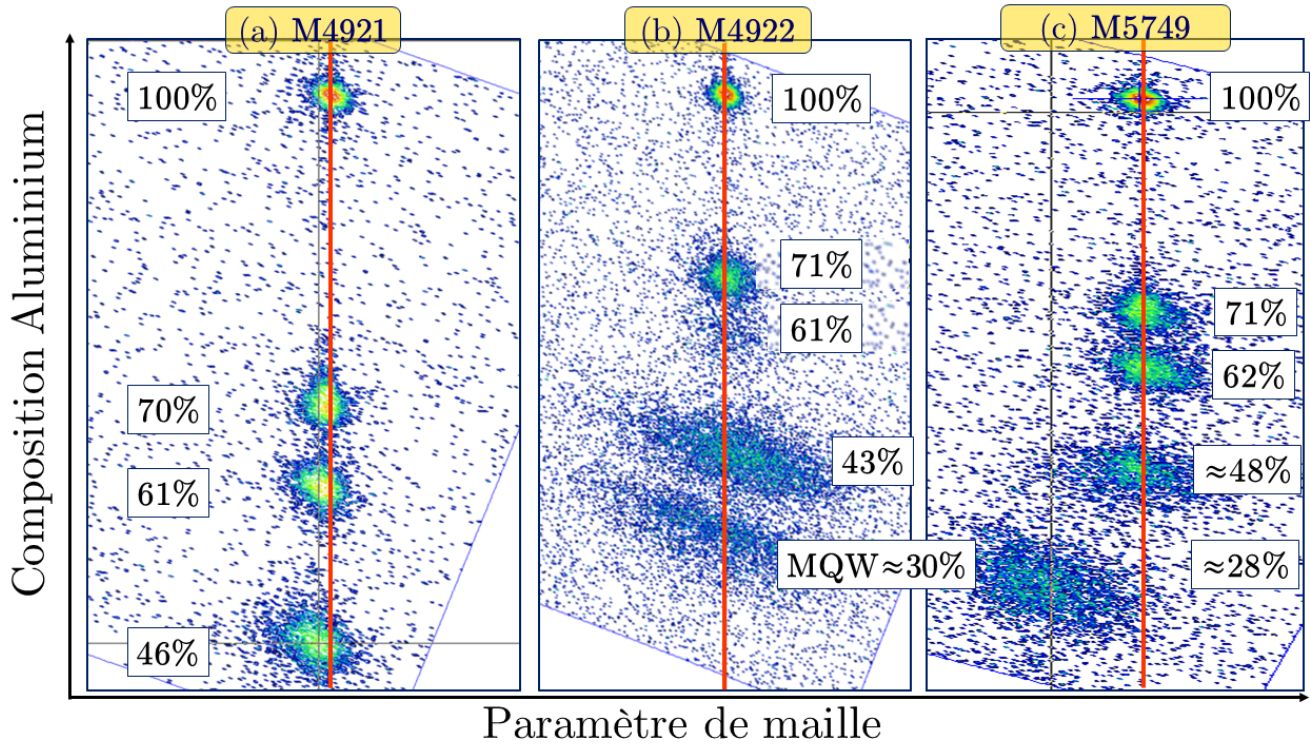 (a) M4921
(b) M4922
(c) M5749
Composition Aluminium
100%
70%
61%
46%
100%
71%
61%
43%
MQW≈30%
100%
71%
62%
≈48%
≈28%
Paramètre de maille